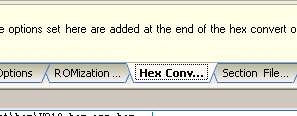 e options set here are added at the end of the hex convert o
Options ROMization ... Hex Conv... Section File...